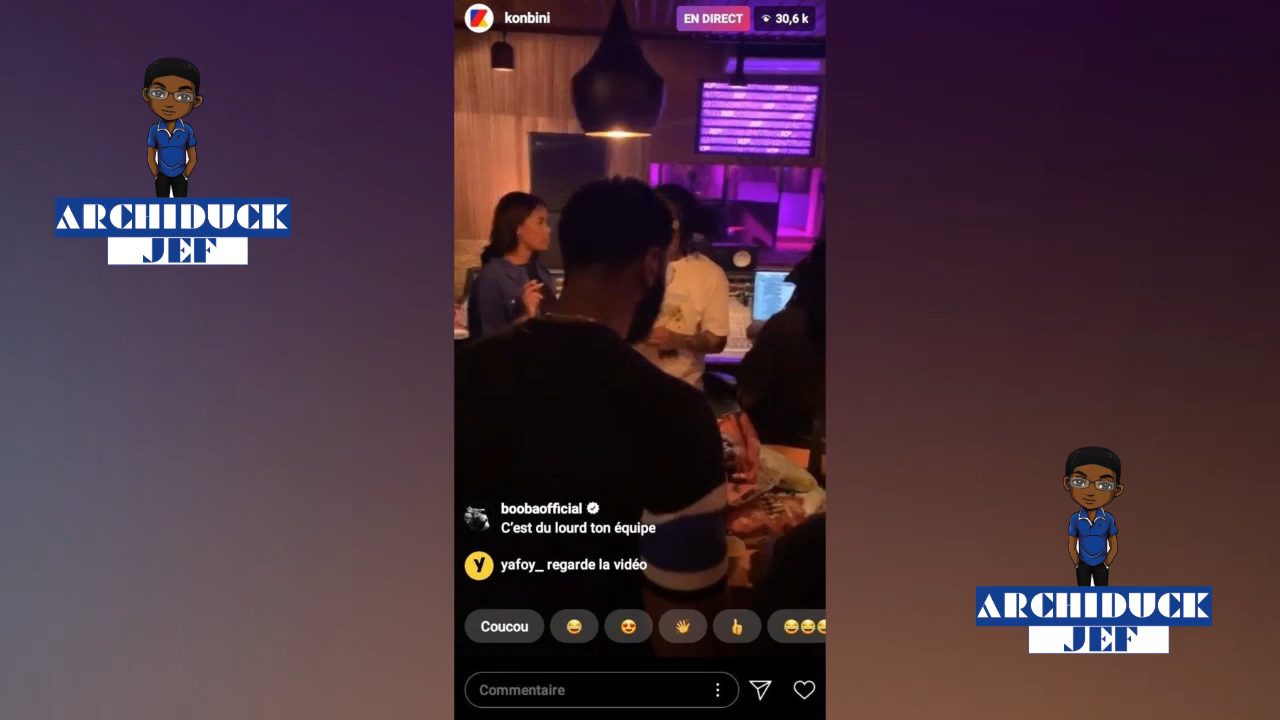 konbini
EN DIRECT
30,6 k
ARCHIDUCK
JEF
boobaofficial
C'est du lourd ton équipe
yafoy_ regarde la vidéo
Coucou
Commentaire
ARCHIDUCK
JEF